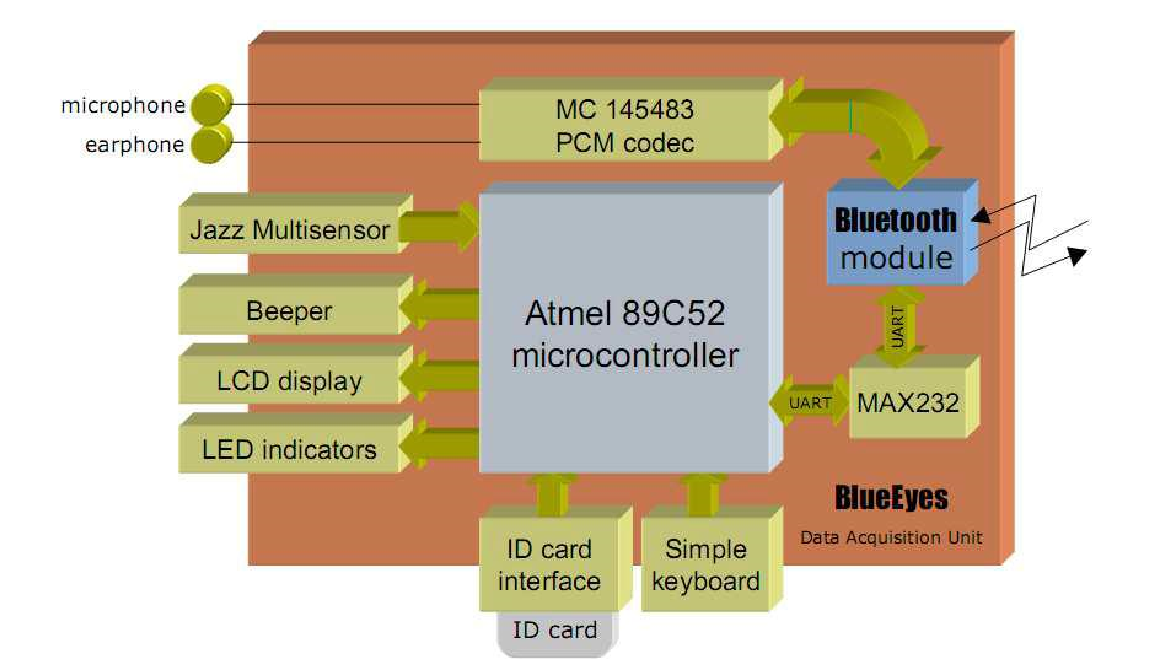 microphone
earphone
MC 145483
PCM codec
Jazz Multisensor
Beeper
LCD display
LED indicators
Atmel 89C52
microcontroller
Bluetooth
module
UART
UART
MAX232
ID card
interface
Simple
keyboard
ID card
BlueEyes
Data Acquisition Unit